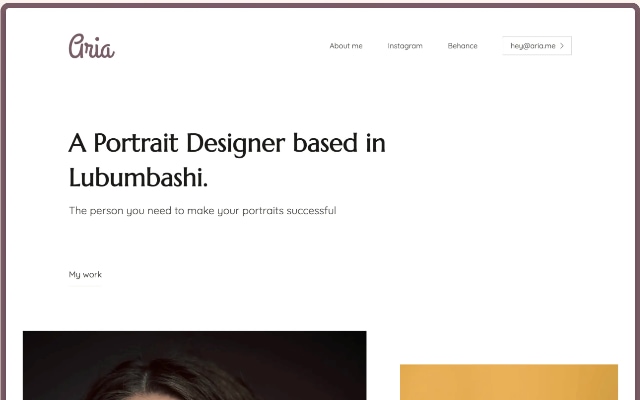 Aria
About me
Instagram
Behance
hey@aria.me
A Portrait Designer based in
Lubumbashi.
The person you need to make your portraits successful
My work